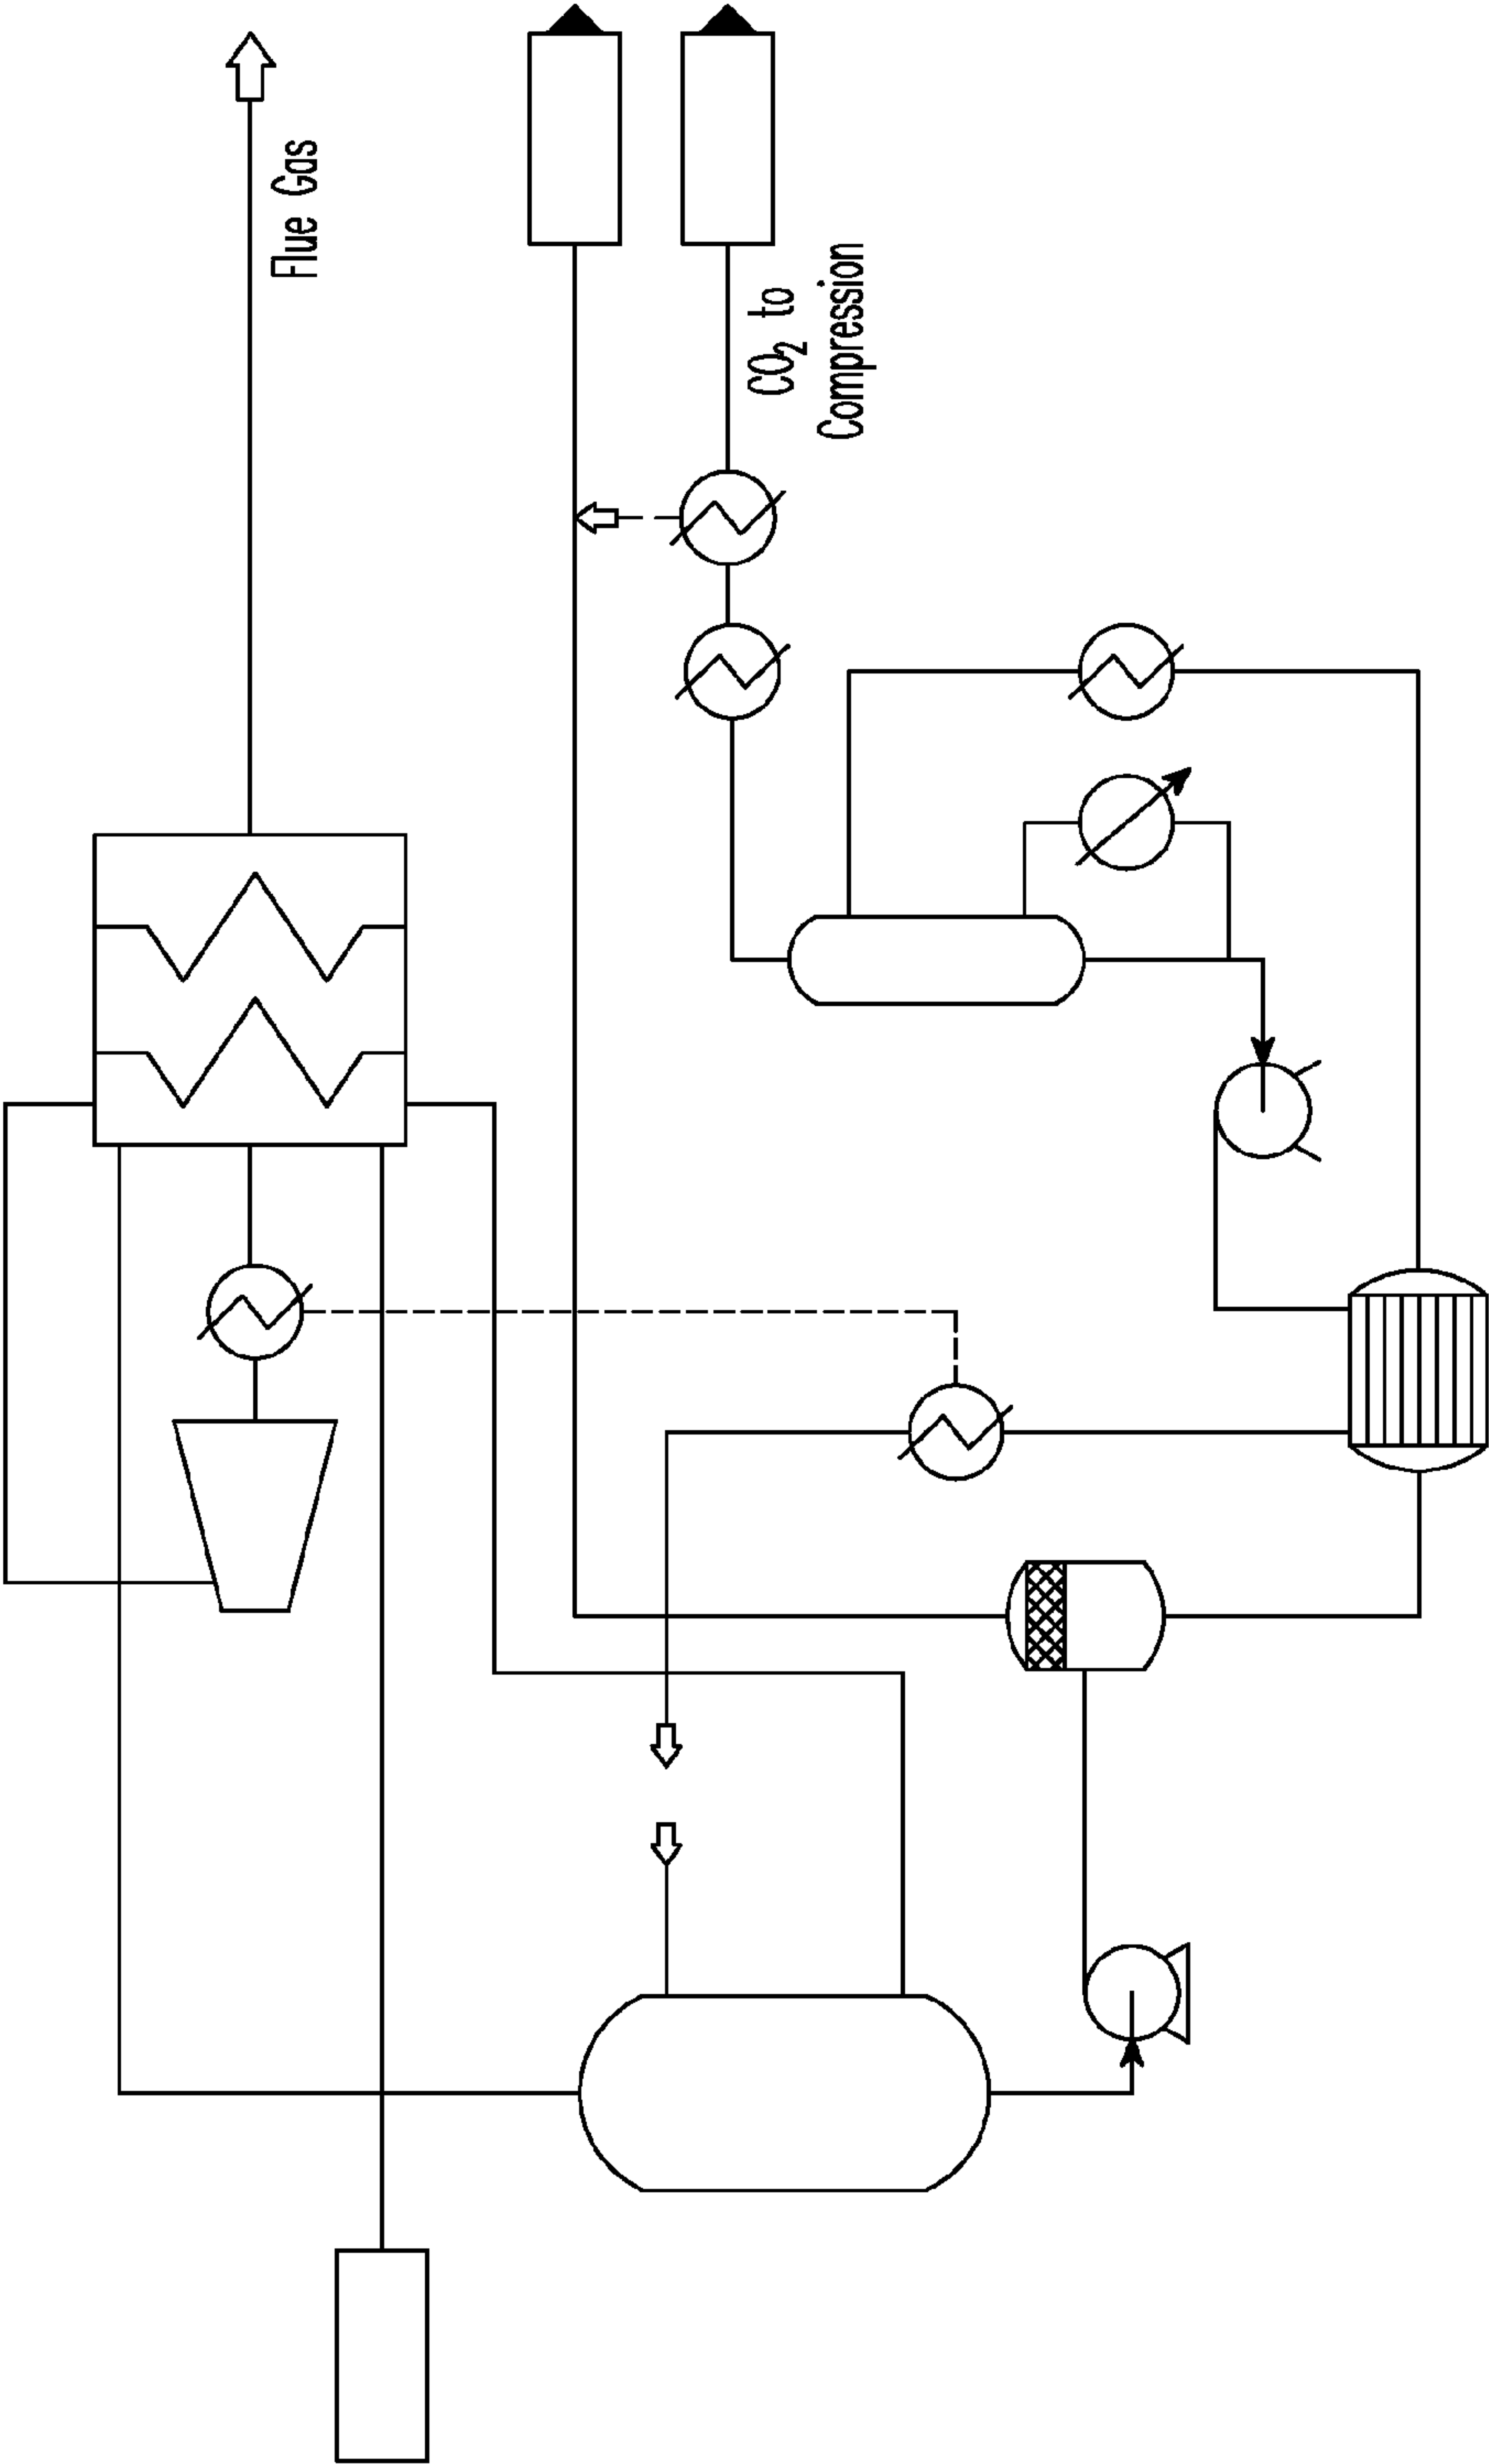 Flue Gas
CO₂ to
Compression